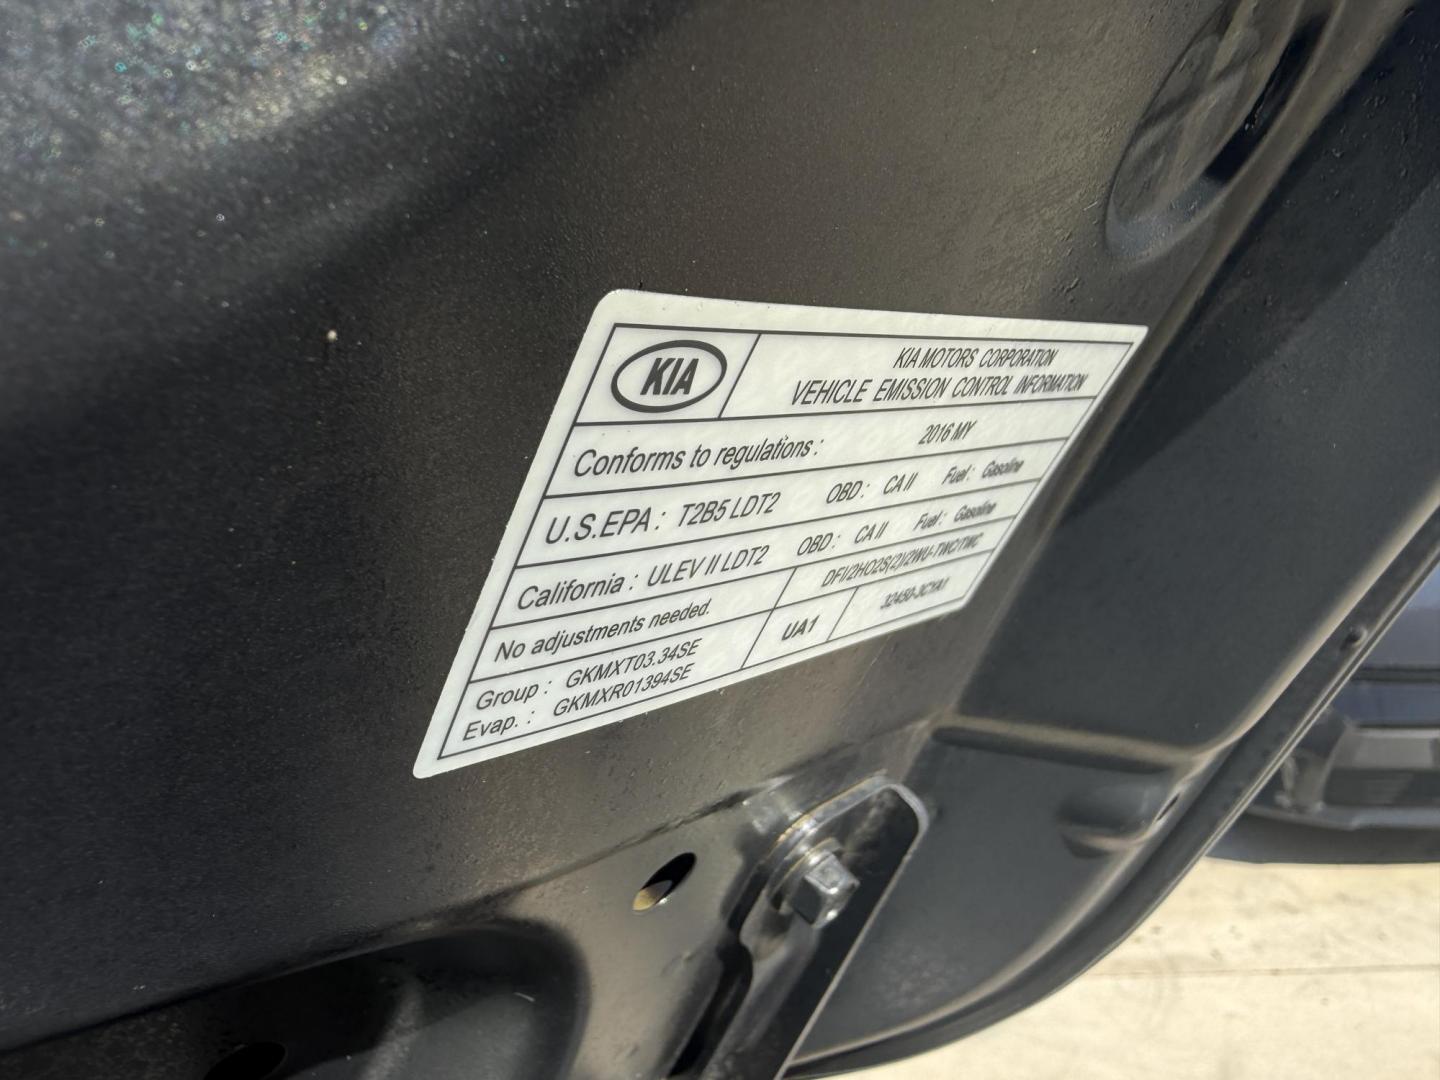 KIA
KIA MOTORS CORPORATION
VEHICLE EMISSION CONTROL INFORMATION
Conforms to regulations : 2016 MY
U.S.EPA : T2B5 LDT2 OBD : CA II Fuel : Gasoline
California : ULEV II LDT2 OBD : CA II Fuel : Gasoline
No adjustments needed. DFI/2HO2S(2)/2WU-TWC/TWC
Group : GKMXT03.34SE
Evap. : GKMXR01394SE
UA1 32450-3CYA1